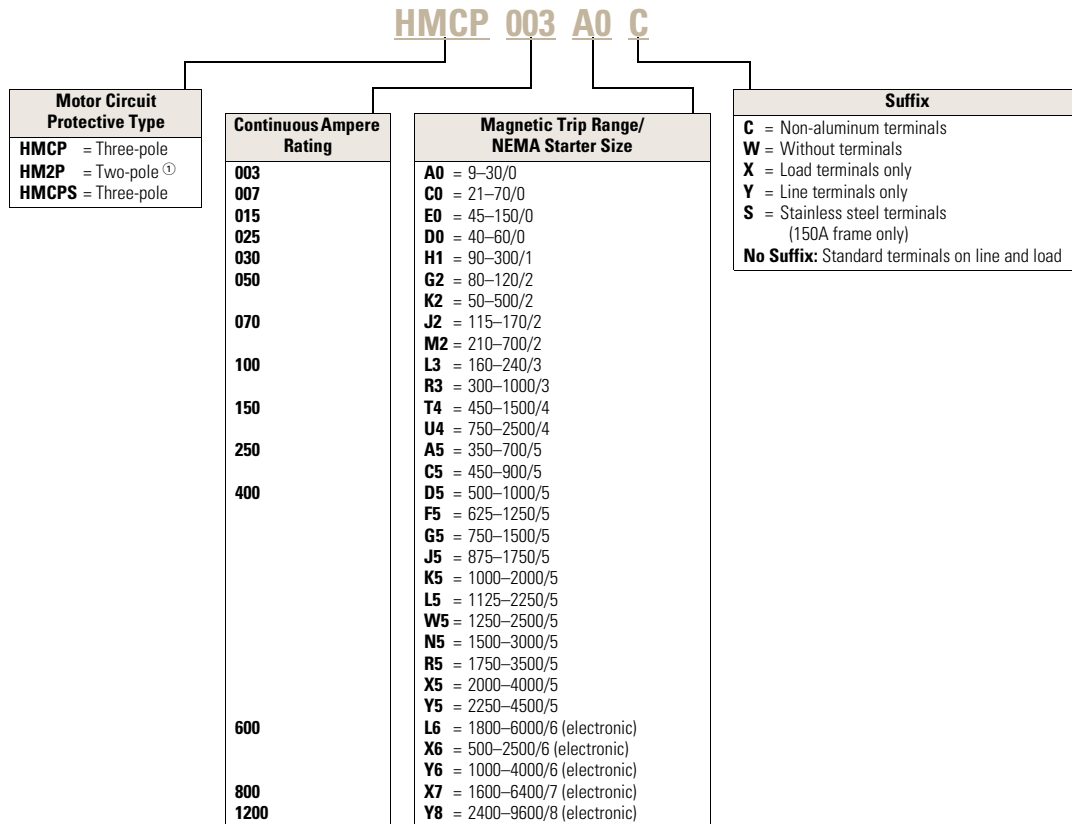 HMCP 003 A0 C
Motor Circuit
Protective Type
HMCP = Three-pole
HM2P = Two-pole ①
HMCPS = Three-pole
Continuous Ampere
Rating
003
007
015
025
030
050
070
100
150
250
400
600
800
1200
Magnetic Trip Range/
NEMA Starter Size
A0 = 9–30/0
C0 = 21–70/0
E0 = 45–150/0
D0 = 40–60/0
H1 = 90–300/1
G2 = 80–120/2
K2 = 50–500/2
J2 = 115–170/2
M2 = 210–700/2
L3 = 160–240/3
R3 = 300–1000/3
T4 = 450–1500/4
U4 = 750–2500/4
A5 = 350–700/5
C5 = 450–900/5
D5 = 500–1000/5
F5 = 625–1250/5
G5 = 750–1500/5
J5 = 875–1750/5
K5 = 1000–2000/5
L5 = 1125–2250/5
W5 = 1250–2500/5
N5 = 1500–3000/5
R5 = 1750–3500/5
X5 = 2000–4000/5
Y5 = 2250–4500/5
L6 = 1800–6000/6 (electronic)
X6 = 500–2500/6 (electronic)
Y6 = 1000–4000/6 (electronic)
X7 = 1600–6400/7 (electronic)
Y8 = 2400–9600/8 (electronic)
Suffix
C = Non-aluminum terminals
W = Without terminals
X = Load terminals only
Y = Line terminals only
S = Stainless steel terminals
(150A frame only)
No Suffix: Standard terminals on line and load